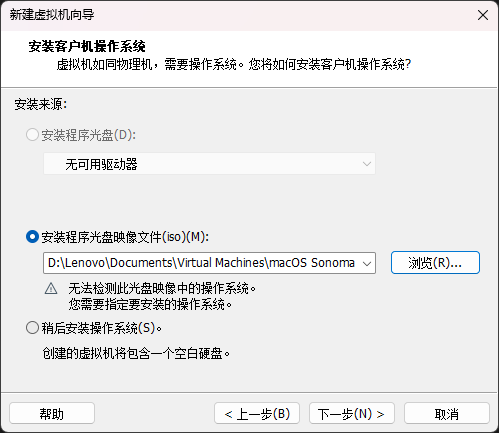 新建虚拟机向导
安装客户机操作系统
虚拟机如同物理机，需要操作系统。您将如何安装客户机操作系统?
安装来源:
安装程序光盘(D):
无可用驱动器
安装程序光盘映像文件(iso)(M):
D:\Lenovo\Documents\Virtual Machines\macOS Sonoma
浏览(R)...
无法检测此光盘映像中的操作系统。
您需要指定要安装的操作系统。
稍后安装操作系统(S)。
创建的虚拟机将包含一个空白硬盘。
帮助
< 上一步(B)
下一步(N) >
取消